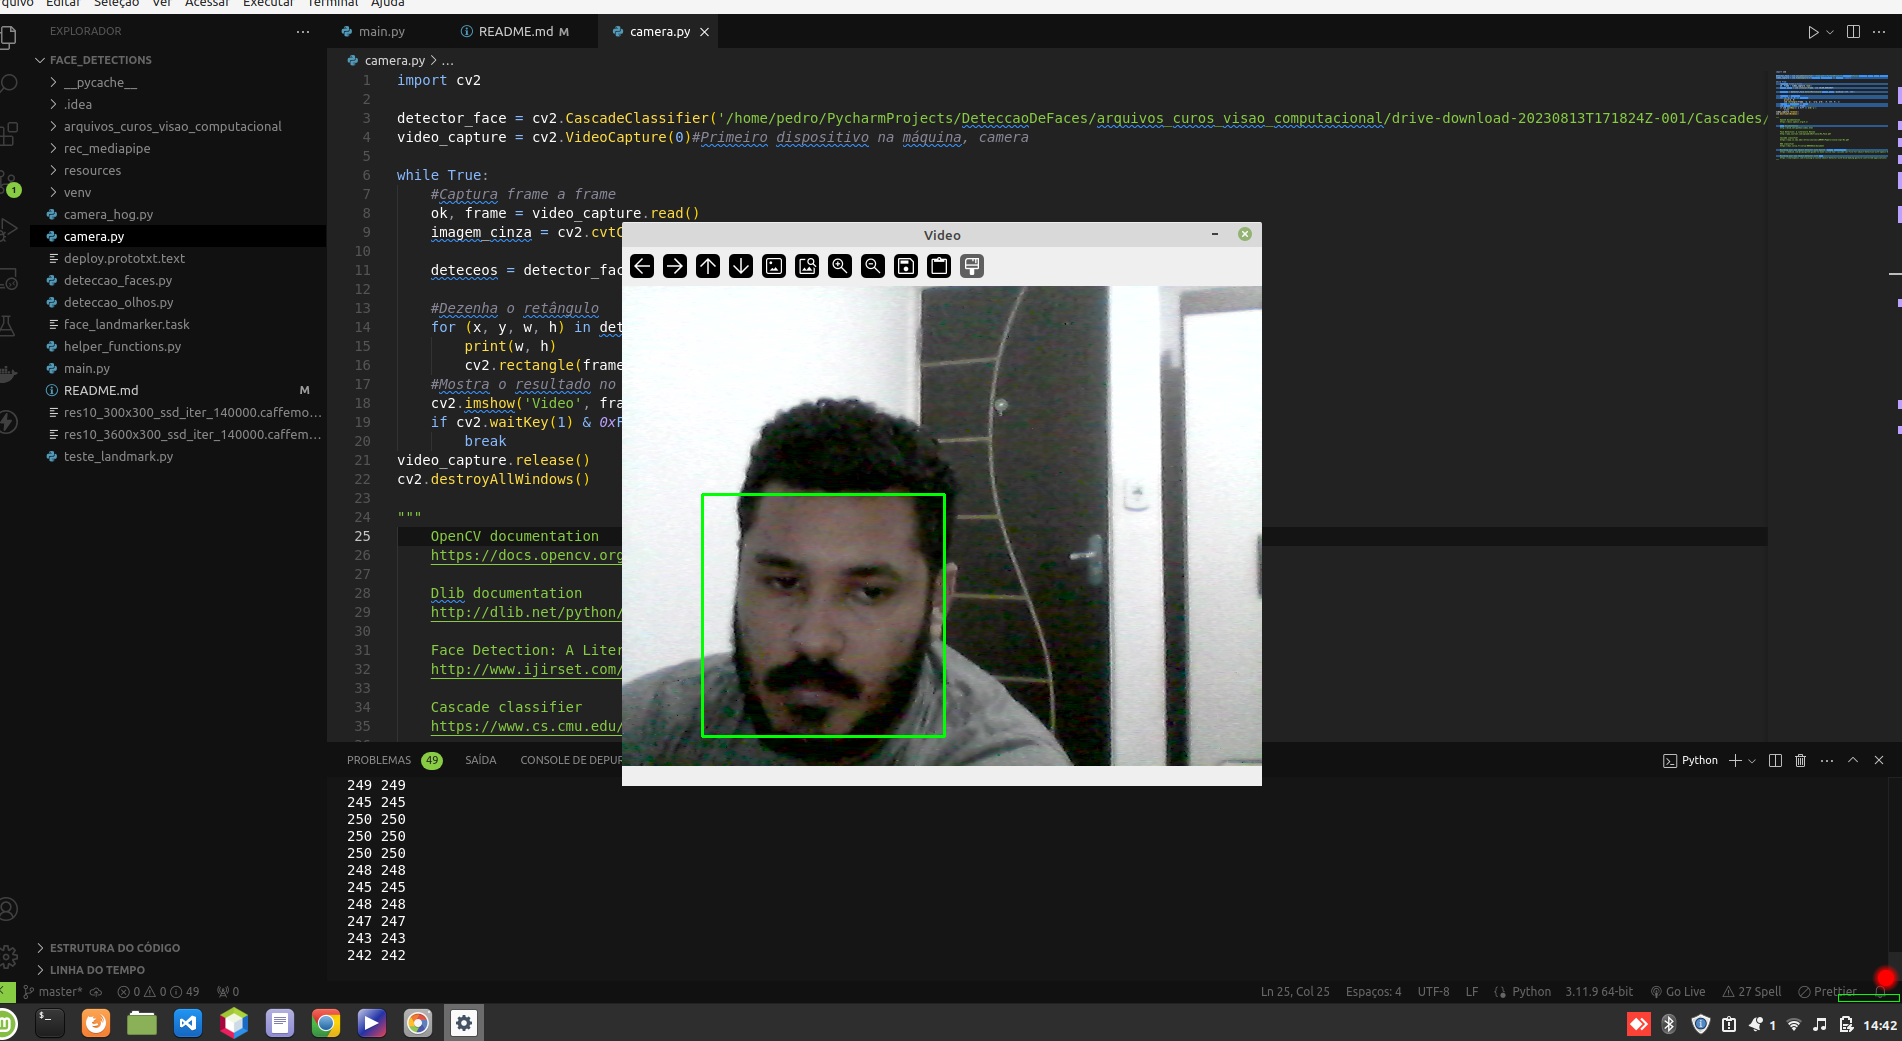 rquivo Editar Seleção Ver Acessar Executar Terminal Ajuda
EXPLORADOR
FACE_DETECTIONS
__pycache__
.idea
arquivos_curos_visao_computacional
rec_mediapipe
resources
venv
camera_hog.py
camera.py
deploy.prototxt.text
deteccao_faces.py
deteccao_olhos.py
face_landmarker.task
helper_functions.py
main.py
README.md M
res10_300x300_ssd_iter_140000.caffemo...
res10_3600x300_ssd_iter_140000.caffem...
teste_landmark.py
ESTRUTURA DO CÓDIGO
LINHA DO TEMPO
1
main.py README.md M camera.py
camera.py > ...
1 import cv2
2
3 detector_face = cv2.CascadeClassifier('/home/pedro/PycharmProjects/DeteccaoDeFaces/arquivos_curos_visao_computacional/drive-download-20230813T171824Z-001/Cascades/
4 video_capture = cv2.VideoCapture(0)#Primeiro dispositivo na máquina, camera
5
6 while True:
7 #Captura frame a frame
8 ok, frame = video_capture.read()
9 imagem_cinza = cv2.cvtC
10
11 deteceos = detector_fac
12
13 #Dezenha o retângulo
14 for (x, y, w, h) in det
15 print(w, h)
16 cv2.rectangle(frame
17 #Mostra o resultado no
18 cv2.imshow('Video', fra
19 if cv2.waitKey(1) & 0xF
20 break
21 video_capture.release()
22 cv2.destroyAllWindows()
23
24 """
25 OpenCV documentation
26 https://docs.opencv.org
27
28 Dlib documentation
29 http://dlib.net/python/
30
31 Face Detection: A Liter
32 http://www.ijirset.com/
33
34 Cascade classifier
35 https://www.cs.cmu.edu/
Video
PROBLEMAS 49 SAÍDA CONSOLE DE DEPUR
Python
249 249
245 245
250 250
250 250
250 250
248 248
245 245
248 248
247 247
243 243
242 242
master* 0 0 49 0
Ln 25, Col 25 Espaços: 4 UTF-8 LF Python 3.11.9 64-bit Go Live 27 Spell Prettier
1 14:42